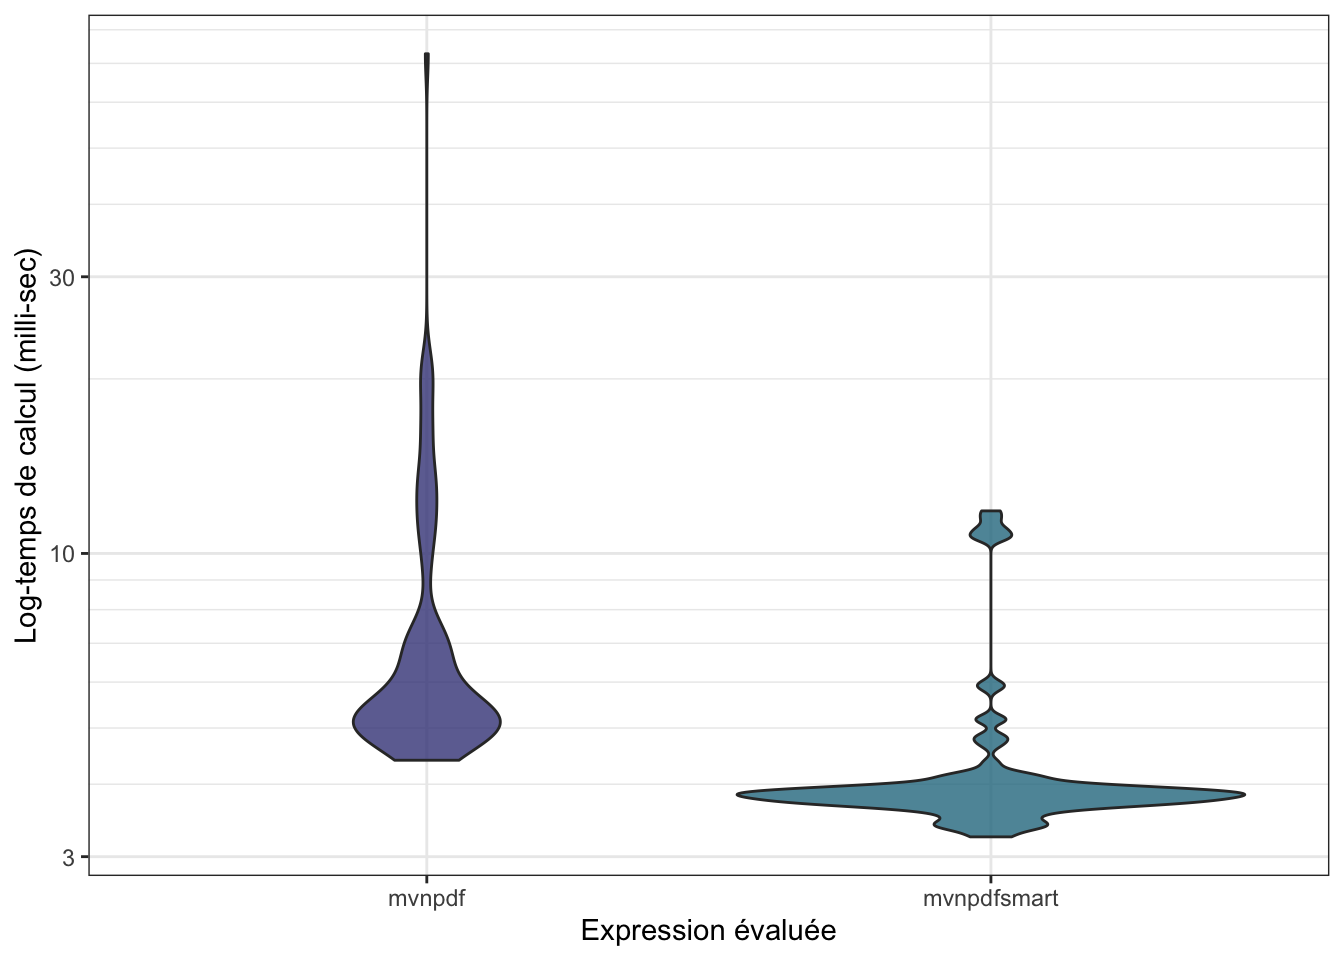 Log-temps de calcul (milli-sec)
30
10
3
mvnpdf
mvnpdfsmart
Expression évaluée